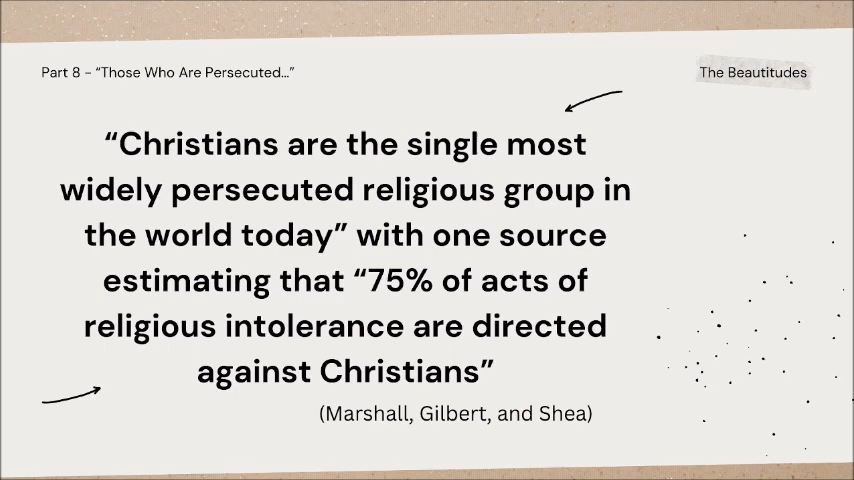 Part 8 - “Those Who Are Persecuted...”
The Beautitudes
“Christians are the single most
widely persecuted religious group in
the world today” with one source
estimating that “75% of acts of
religious intolerance are directed
against Christians”
(Marshall, Gilbert, and Shea)